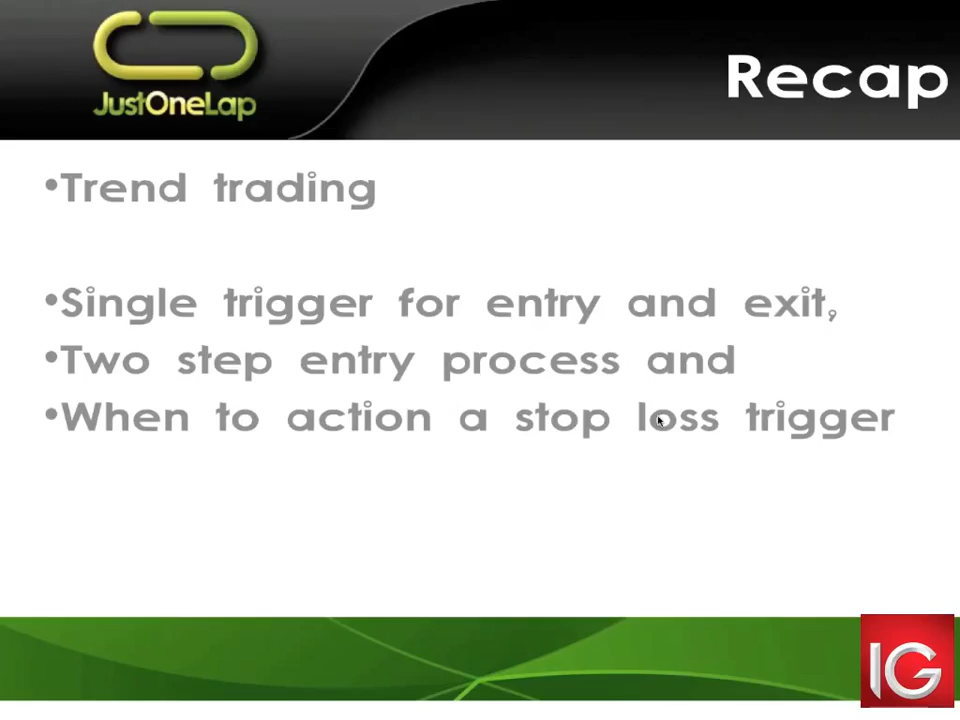 JustOneLap
Recap
•Trend trading
•Single trigger for entry and exit,
•Two step entry process and
•When to action a stop loss trigger
IG